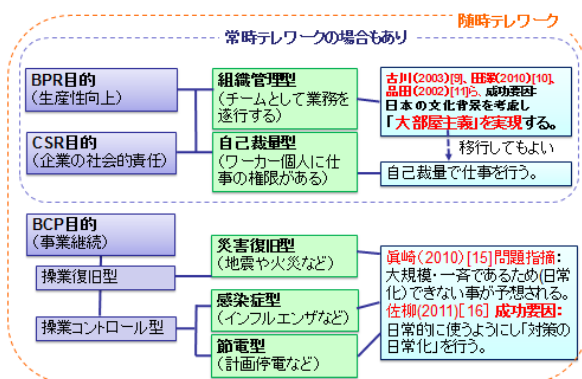 随時テレワーク
常時テレワークの場合もあり
BPR目的
(生産性向上)
CSR目的
(企業の社会的責任)
組織管理型
(チームとして業務を
遂行する)
自己裁量型
(ワーカー個人に仕
事の権限がある)
古川(2003)[9]、田澤(2010)[10]、
品田(2002)[11]ら、成功要因:
日本の文化背景を考慮し
「大部屋主義」を実現する。
移行してもよい
自己裁量で仕事を行う。
BCP目的
(事業継続)
操業復旧型
操業コントロール型
災害復旧型
(地震や火災など)
感染症型
(インフルエンザなど)
節電型
(計画停電など)
眞崎(2010)[15]問題指摘:
大規模・一斉であるため(日常
化)できない事が予想される。
佐柳(2011)[16] 成功要因:
日常的に使うようにし「対策の
日常化」を行う。